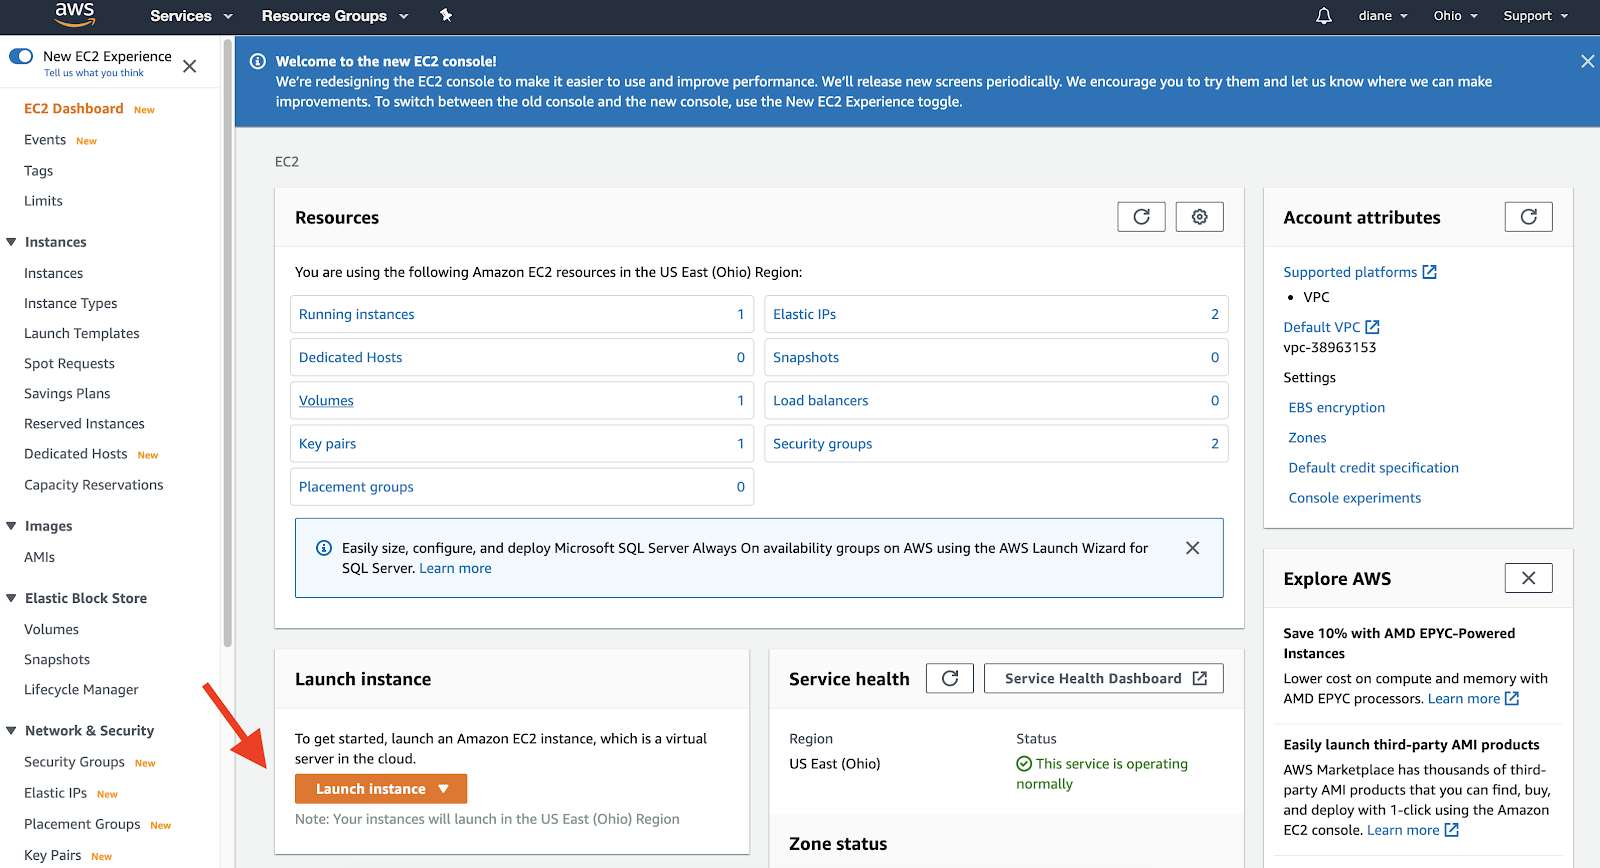 aws
Services
Resource Groups
diane
Ohio
Support
New EC2 Experience
Tell us what you think
EC2 Dashboard New
Events New
Tags
Limits
Instances
Instances
Instance Types
Launch Templates
Spot Requests
Savings Plans
Reserved Instances
Dedicated Hosts New
Capacity Reservations
Images
AMIs
Elastic Block Store
Volumes
Snapshots
Lifecycle Manager
Network & Security
Security Groups New
Elastic IPs New
Placement Groups New
Key Pairs New
Welcome to the new EC2 console!
We're redesigning the EC2 console to make it easier to use and improve performance. We'll release new screens periodically. We encourage you to try them and let us know where we can make
improvements. To switch between the old console and the new console, use the New EC2 Experience toggle.
EC2
Resources
You are using the following Amazon EC2 resources in the US East (Ohio) Region:
Running instances 1
Elastic IPs 2
Dedicated Hosts 0
Snapshots 0
Volumes 1
Load balancers 0
Key pairs 1
Security groups 2
Placement groups 0
Easily size, configure, and deploy Microsoft SQL Server Always On availability groups on AWS using the AWS Launch Wizard for
SQL Server. Learn more
Launch instance
To get started, launch an Amazon EC2 instance, which is a virtual
server in the cloud.
Launch instance
Note: Your instances will launch in the US East (Ohio) Region
Service health
Service Health Dashboard
Region
US East (Ohio)
Status
This service is operating
normally
Zone status
Account attributes
Supported platforms
• VPC
Default VPC
vpc-38963153
Settings
EBS encryption
Zones
Default credit specification
Console experiments
Explore AWS
Save 10% with AMD EPYC-Powered
Instances
Lower cost on compute and memory with
AMD EPYC processors. Learn more
Easily launch third-party AMI products
AWS Marketplace has thousands of third-
party AMI products that you can find, buy,
and deploy with 1-click using the Amazon
EC2 console. Learn more